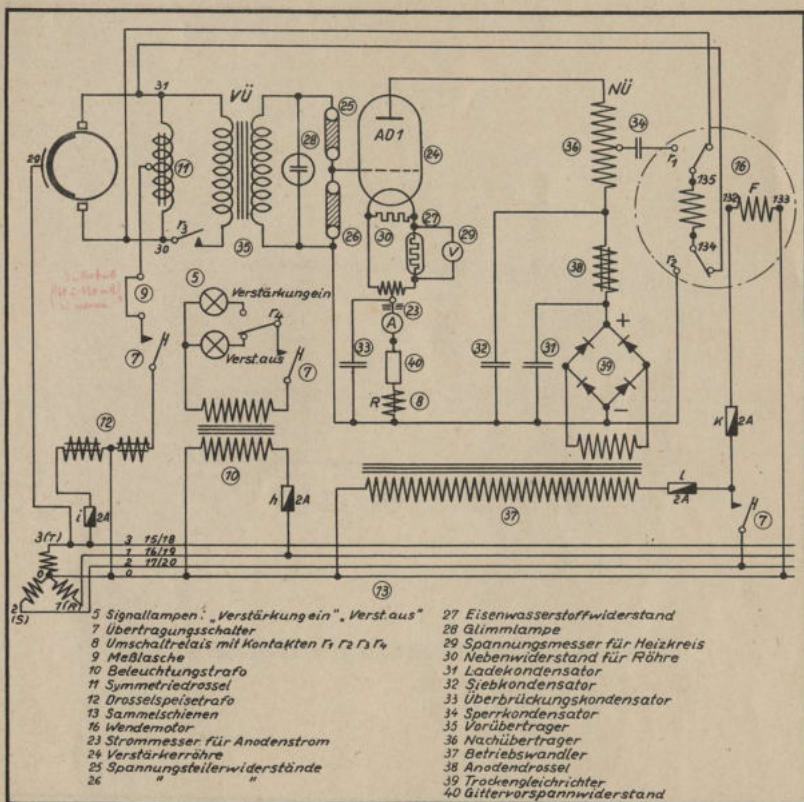 31
VÜ
NÜ
25
34
AD1
r1
16
29
11
28
24
36
135
132
F
133
27
30
29
V
134
r3
26
r2
30
35
38
5
Verstärkung ein
23
9
r4
A
+
7
Verst. aus
33
40
32
31
39
7
R
8
−
K
2A
12
10
l
2A
h
2A
37
7
i
2A
3(T)
3 15/18
1 16/19
2 17/20
0
13
2
(S)
1(R)
5 Signallampen: „Verstärkung ein" „Verst. aus"
7 Übertragungsschalter
8 Umschaltrelais mit Kontakten r1 r2 r3 r4
9 Meßlasche
10 Beleuchtungstrafo
11 Symmetriedrossel
12 Drosselspeisetrafo
13 Sammelschienen
16 Wendemotor
23 Strommesser für Anodenstrom
24 Verstärkerröhre
25 Spannungsteilerwiderstände
26 " "
27 Eisenwasserstoffwiderstand
28 Glimmlampe
29 Spannungsmesser für Heizkreis
30 Nebenwiderstand für Röhre
31 Ladekondensator
32 Siebkondensator
33 Überbrückungskondensator
34 Sperrkondensator
35 Vorübertrager
36 Nachübertrager
37 Betriebswandler
38 Anodendrossel
39 Trockengleichrichter
40 Gittervorspannwiderstand